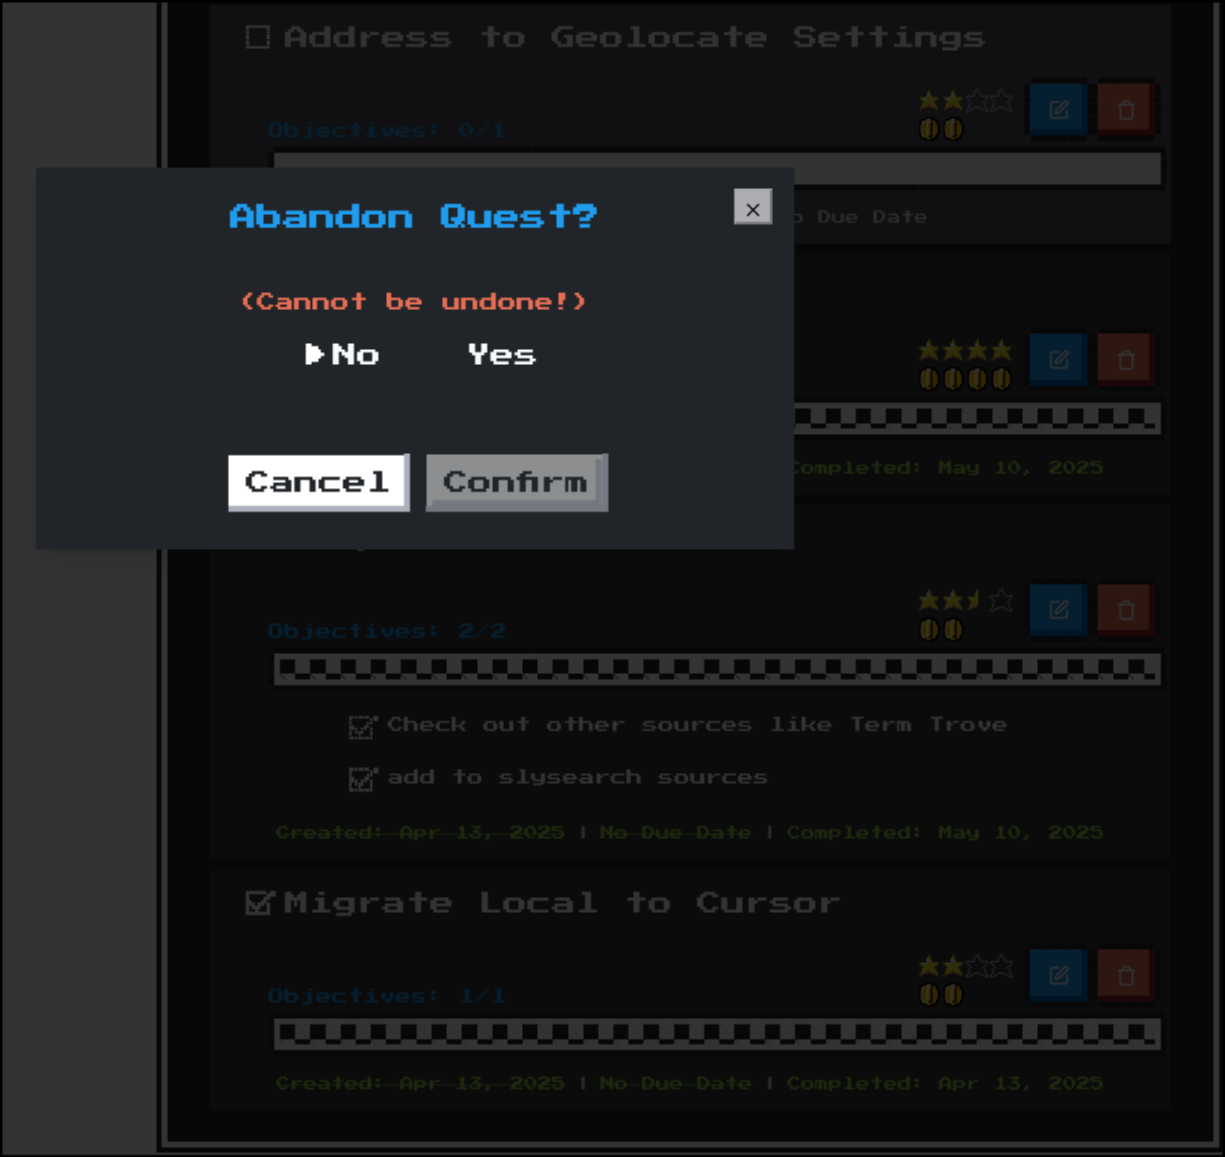 Address to Geolocate Settings
Objectives: 0/1
o Due Date
Abandon Quest?
×
(Cannot be undone!)
No Yes
Cancel Confirm
Completed: May 10, 2025
Objectives: 2/2
Check out other sources like Term Trove
add to slysearch sources
Created: Apr 13, 2025 | No Due Date | Completed: May 10, 2025
Migrate Local to Cursor
Objectives: 1/1
Created: Apr 13, 2025 | No Due Date | Completed: Apr 13, 2025